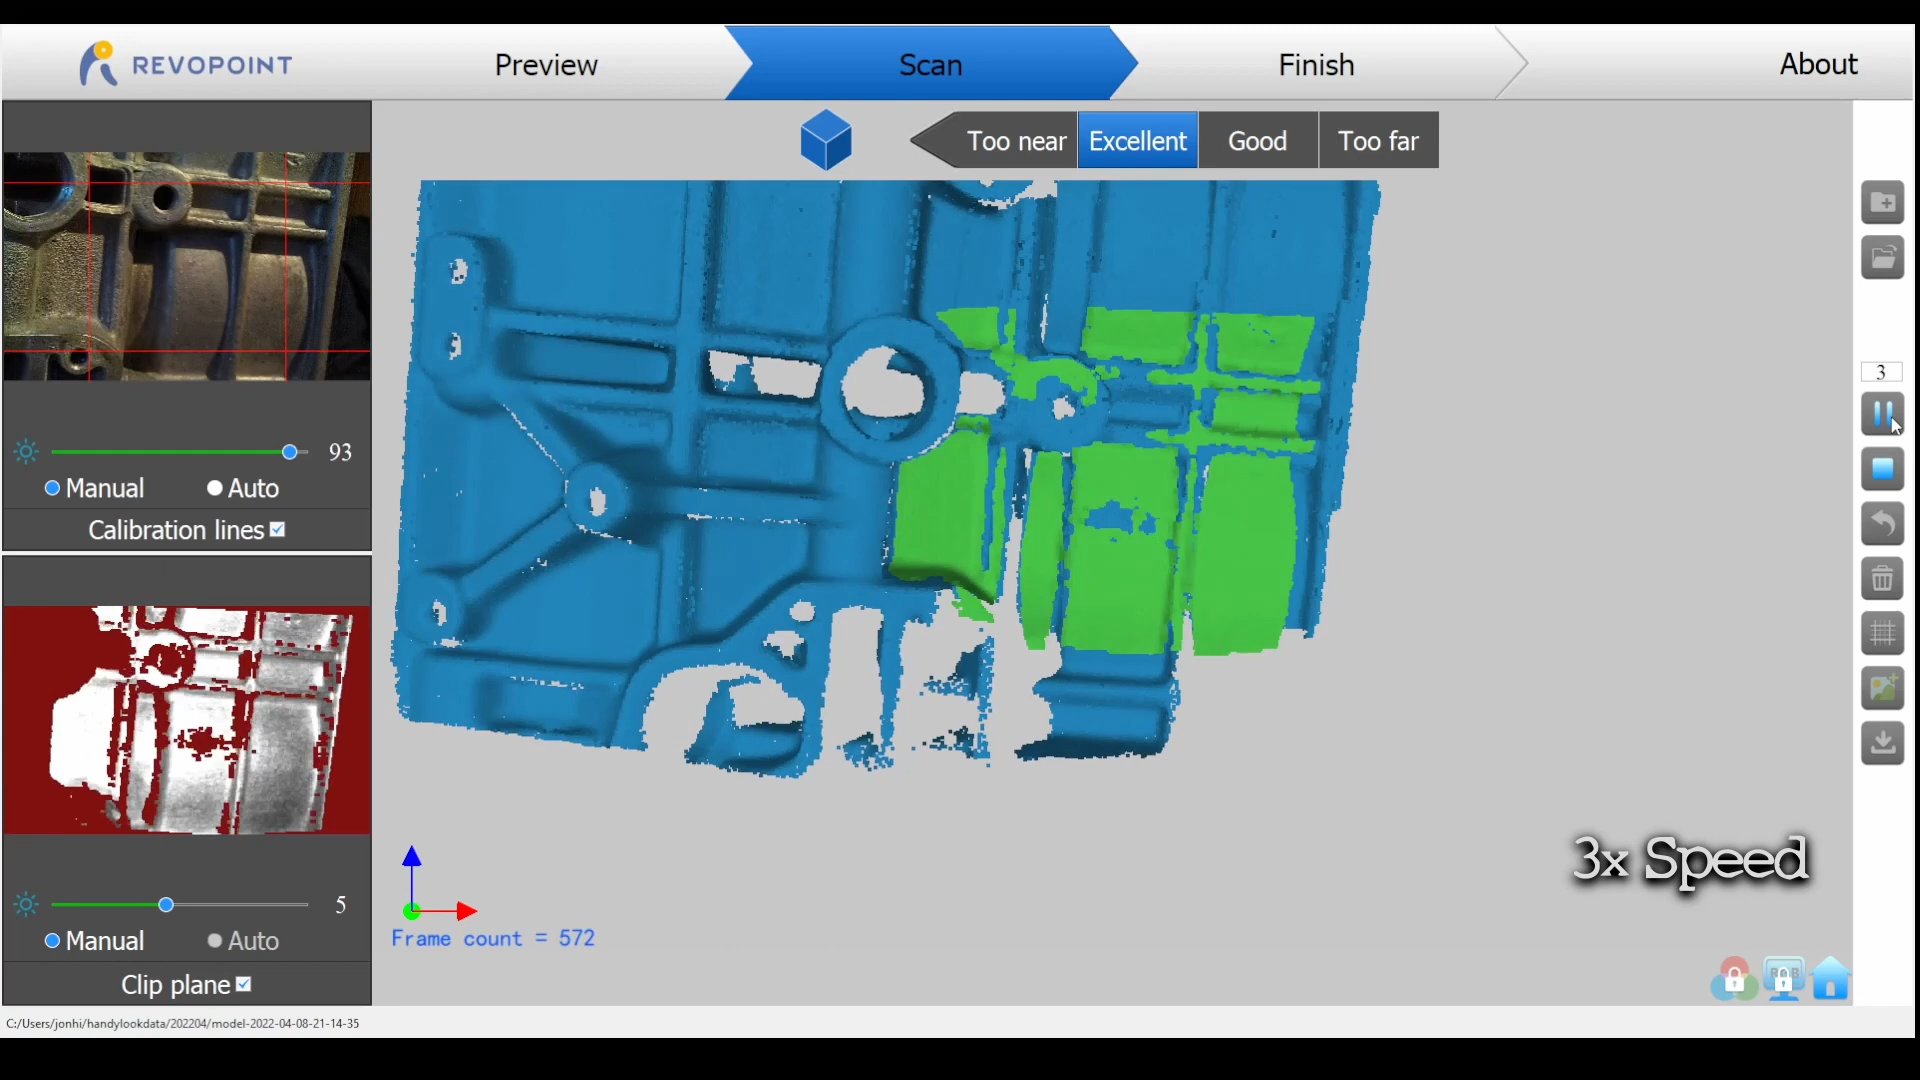 REVOPOINT
Preview
Scan
Finish
About
Too near
Excellent
Good
Too far
93
Manual
Auto
Calibration lines
3
5
Manual
Auto
Clip plane
3x Speed
Frame count = 572
RGB
C:/Users/jonhi/handylookdata/202204/model-2022-04-08-21-14-35